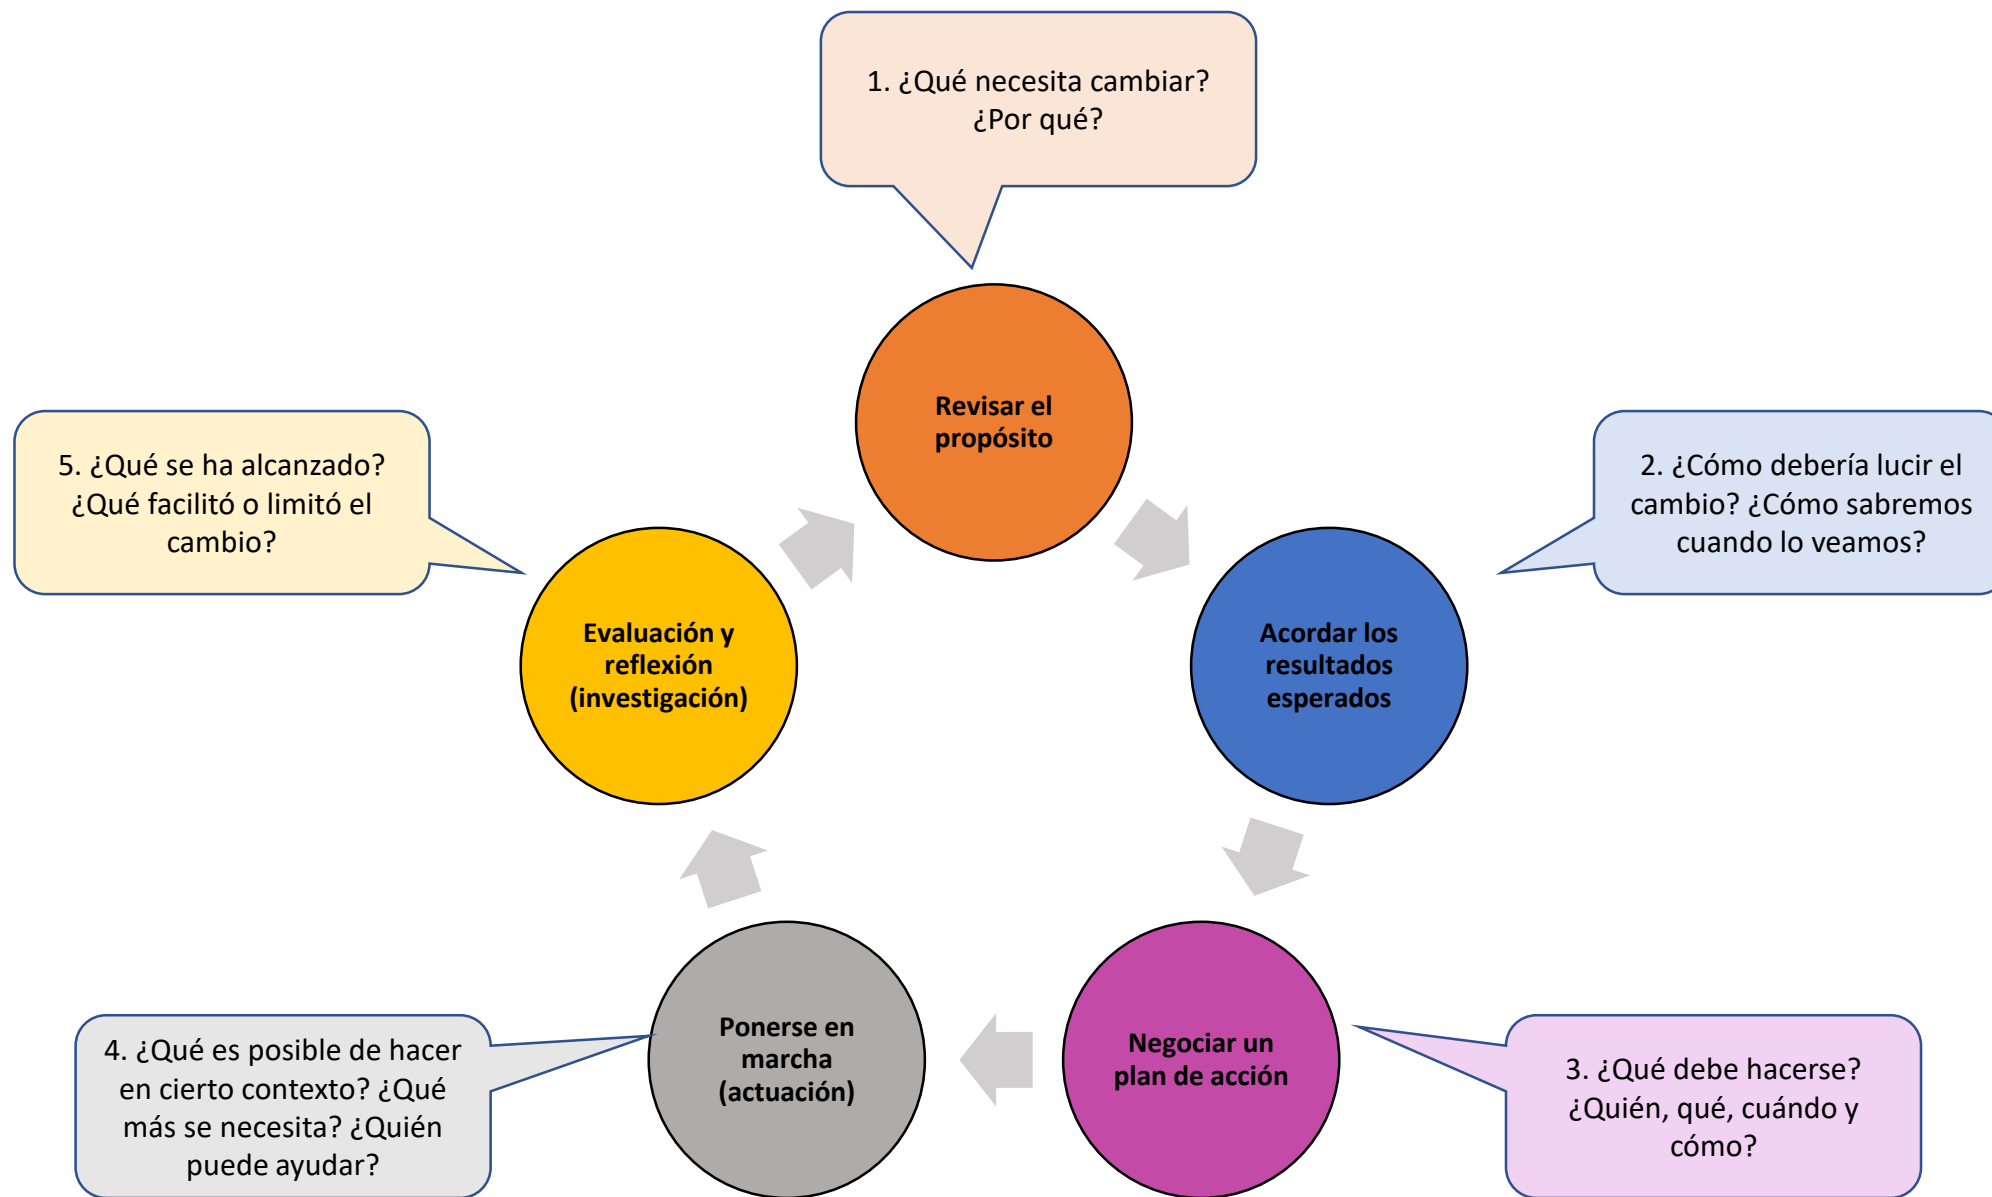 1. ¿Qué necesita cambiar?
¿Por qué?
Revisar el
propósito
2. ¿Cómo debería lucir el
cambio? ¿Cómo sabremos
cuando lo veamos?
Acordar los
resultados
esperados
3. ¿Qué debe hacerse?
¿Quién, qué, cuándo y
cómo?
Negociar un
plan de acción
4. ¿Qué es posible de hacer
en cierto contexto? ¿Qué
más se necesita? ¿Quién
puede ayudar?
Ponerse en
marcha
(actuación)
5. ¿Qué se ha alcanzado?
¿Qué facilitó o limitó el
cambio?
Evaluación y
reflexión
(investigación)